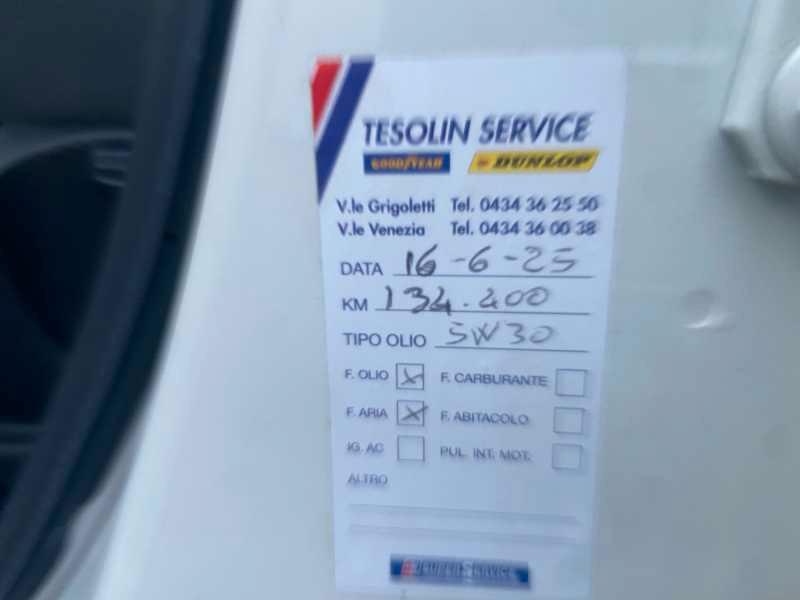 TESOLIN SERVICE
GOODYEAR DUNLOP
V.le Grigoletti Tel. 0434 36 25 50
V.le Venezia Tel. 0434 36 00 38
DATA 16-6-25
KM 134.200
TIPO OLIO 5W30
F. OLIO X F. CARBURANTE
F. ARIA X F. ABITACOLO
IG. AC PUL. INT. MOT.
ALTRO
SUPER SERVICE